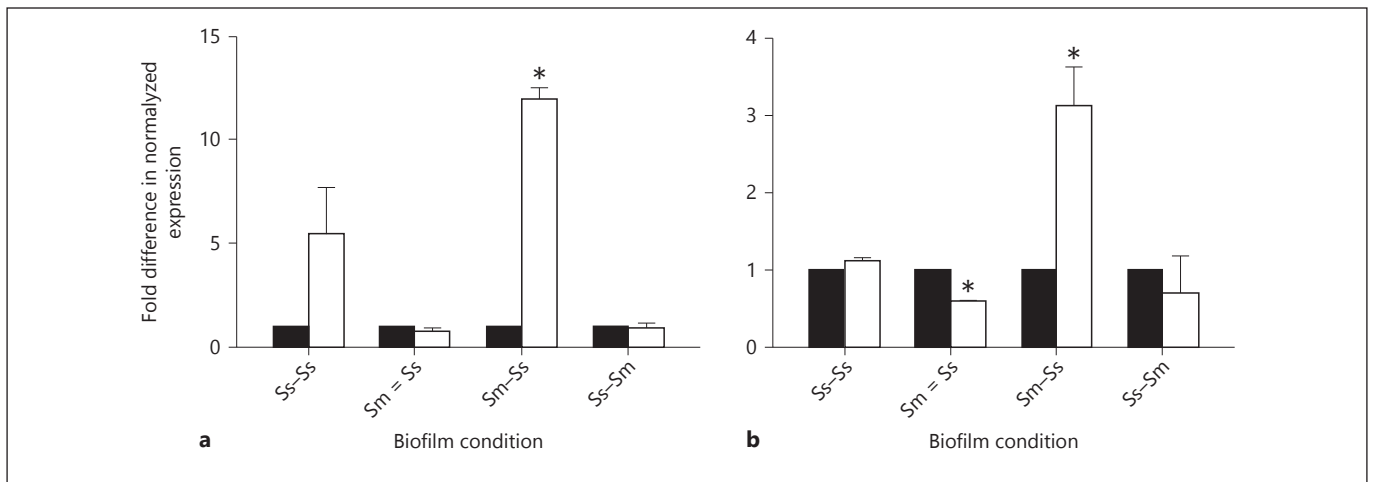 Fold difference in normalized
expression
15
10
5
0
*
Ss–Ss
Sm = Ss
Sm–Ss
Ss–Sm
a
Biofilm condition
4
3
2
1
0
*
*
Ss–Ss
Sm = Ss
Sm–Ss
Ss–Sm
b
Biofilm condition